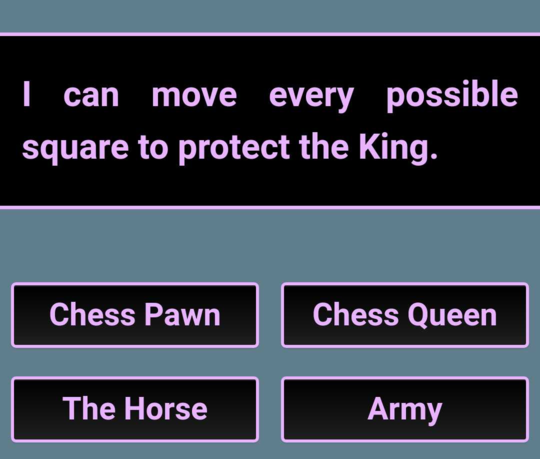 I can move every possible
square to protect the King.
Chess Pawn
Chess Queen
The Horse
Army